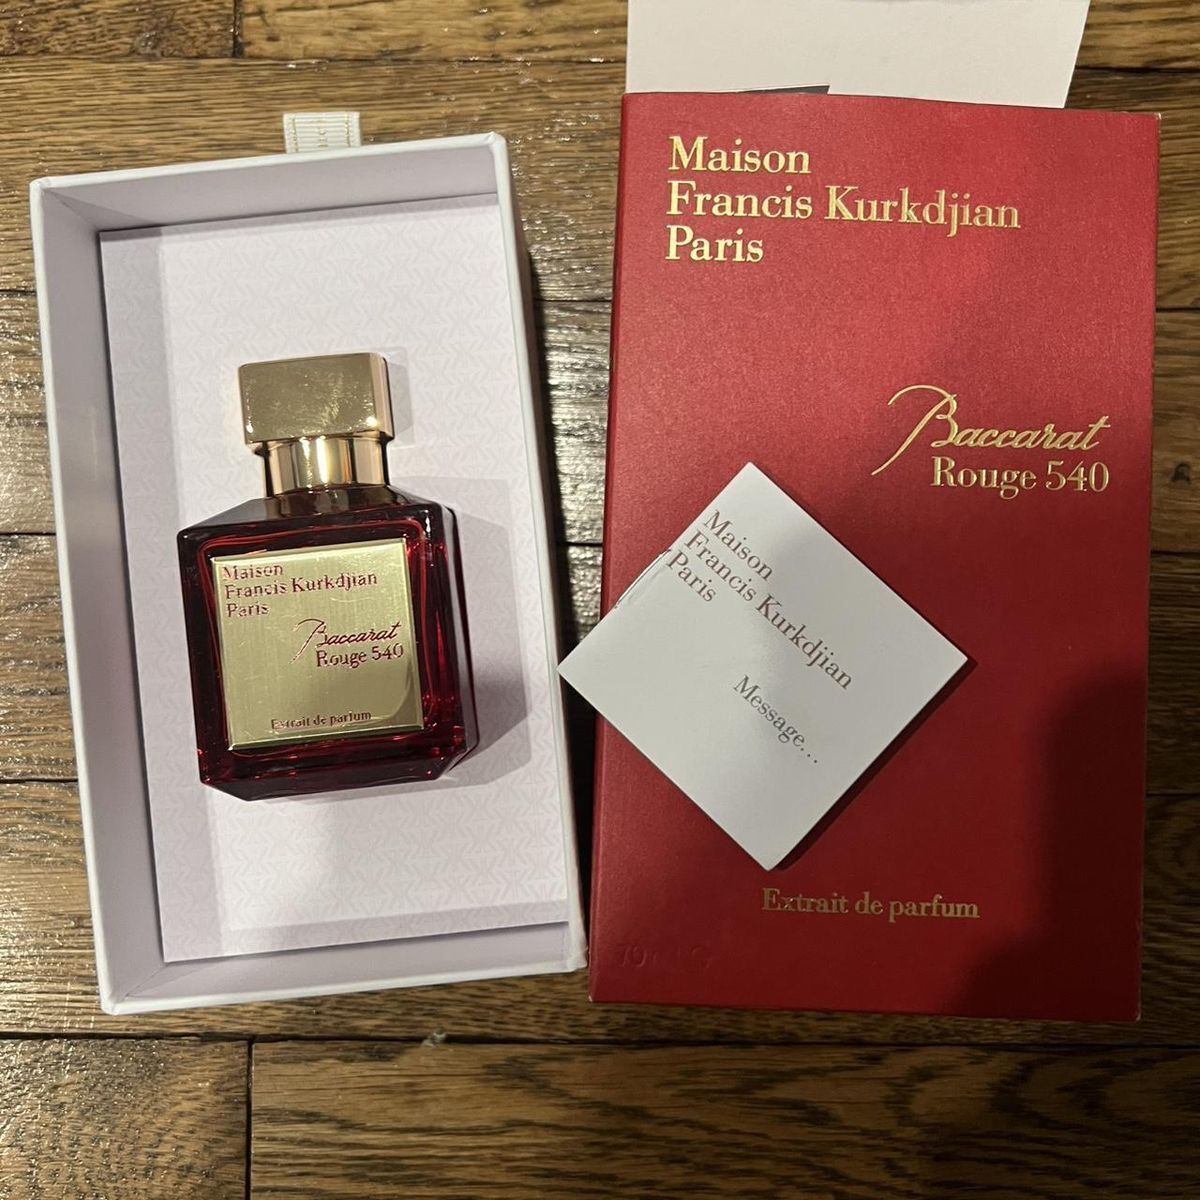 Maison
Francis Kurkdjian
Paris
Baccarat
Rouge 540
Extrait de parfum
Maison
Francis Kurkdjian
Paris
Baccarat
Rouge 540
Maison
Francis Kurkdjian
Paris
Message...
Extrait de parfum